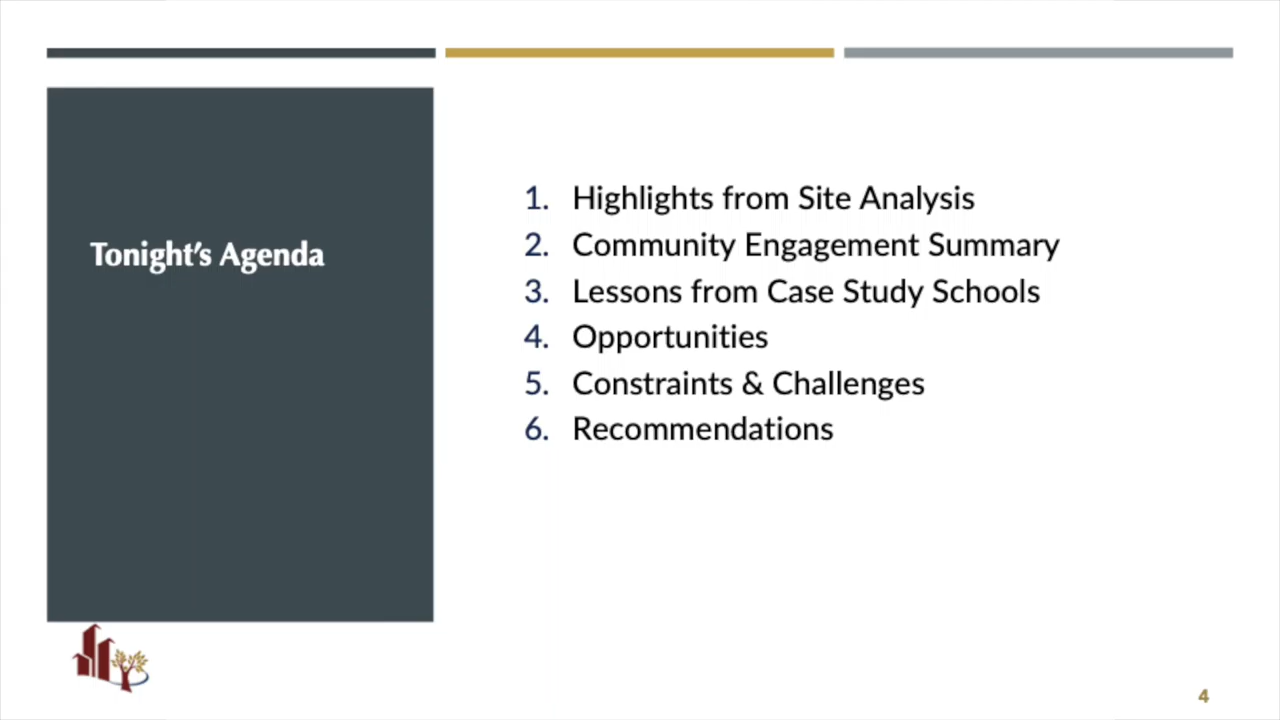 Tonight's Agenda
1. Highlights from Site Analysis
2. Community Engagement Summary
3. Lessons from Case Study Schools
4. Opportunities
5. Constraints & Challenges
6. Recommendations
4